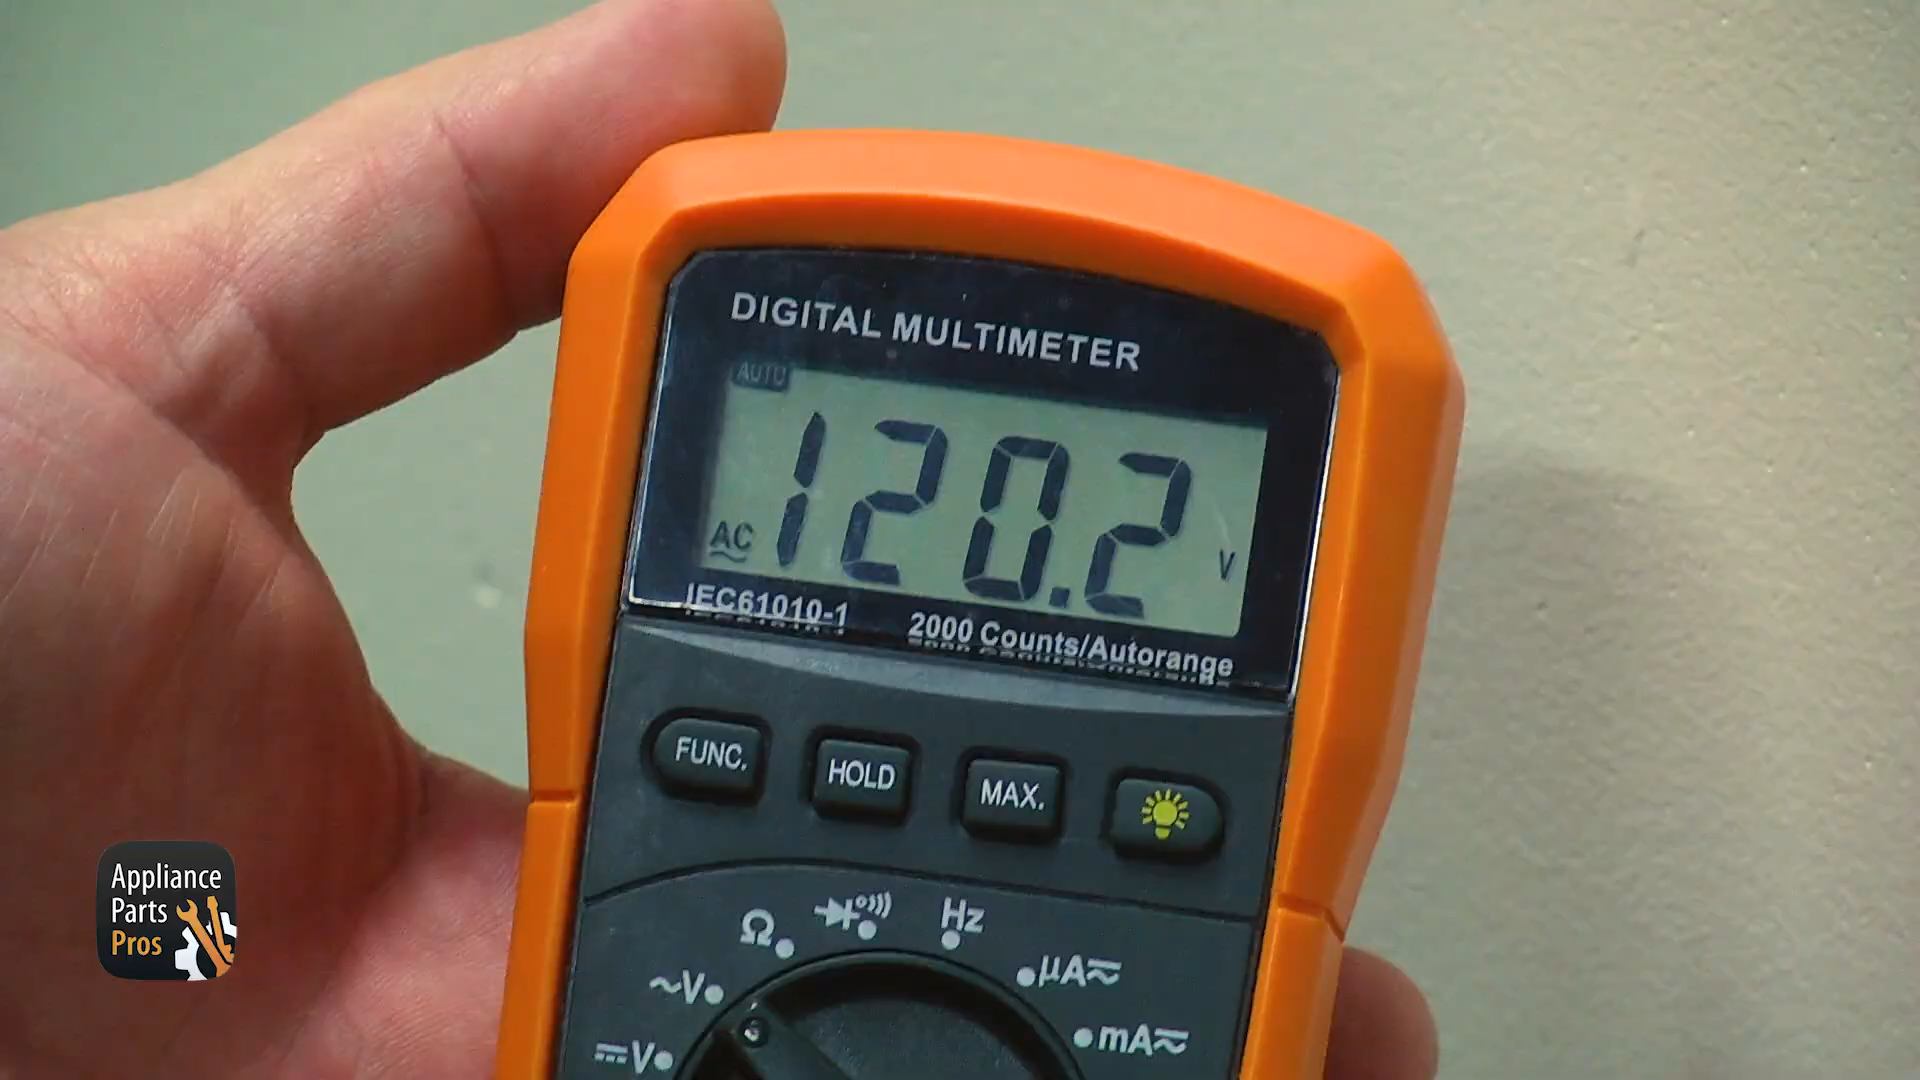 DIGITAL MULTIMETER
AUTO
AC 120.2 V
IEC61010-1 2000 Counts/Autorange
FUNC. HOLD MAX.
Ω Hz
~V μA
V mA
Appliance
Parts
Pros